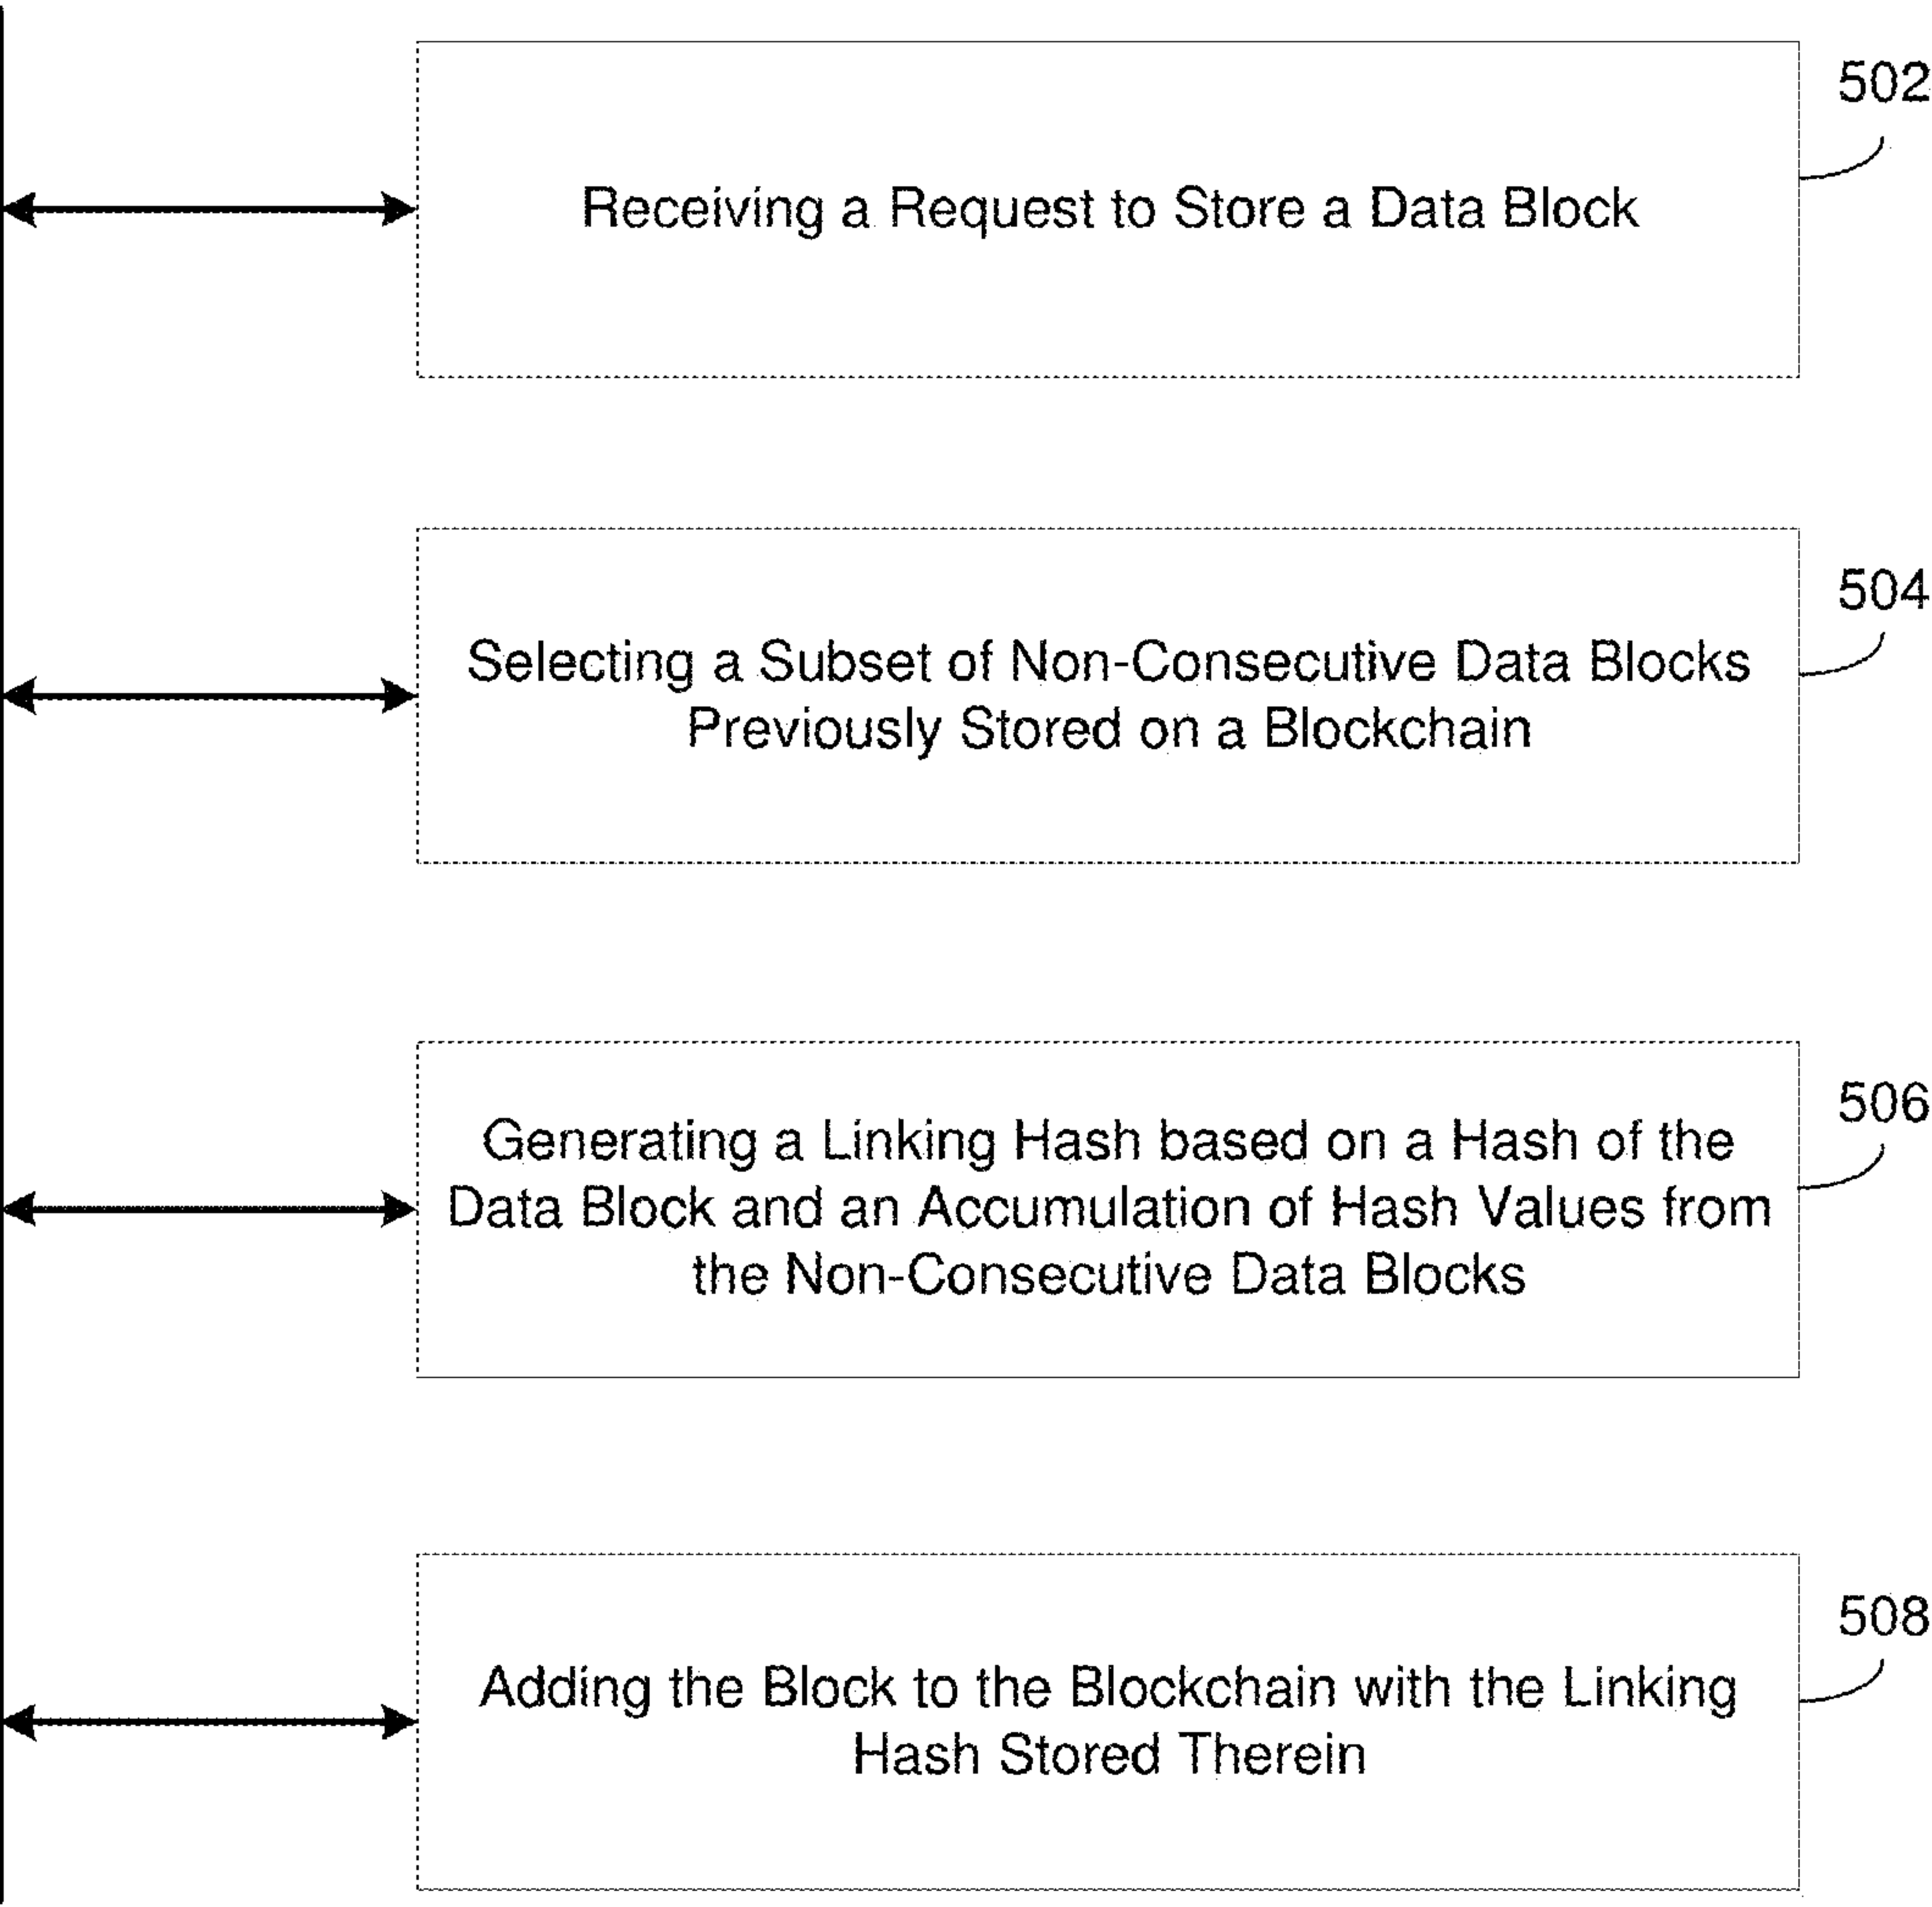 502
Receiving a Request to Store a Data Block
504
Selecting a Subset of Non-Consecutive Data Blocks
Previously Stored on a Blockchain
506
Generating a Linking Hash based on a Hash of the
Data Block and an Accumulation of Hash Values from
the Non-Consecutive Data Blocks
508
Adding the Block to the Blockchain with the Linking
Hash Stored Therein